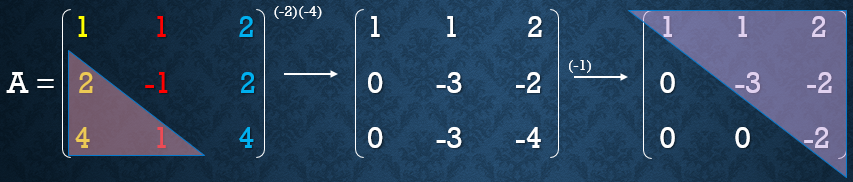 (-2)(-4)
1 1 2 1 1 2 1 1 2
(-1)
A = 2 -1 2 0 -3 -2 0 -3 -2
4 1 4 0 -3 -4 0 0 -2